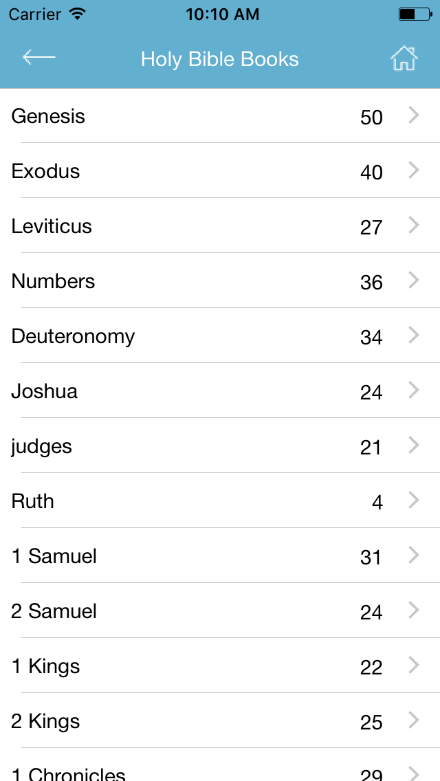 Carrier 10:10 AM
Holy Bible Books
Genesis 50
Exodus 40
Leviticus 27
Numbers 36
Deuteronomy 34
Joshua 24
judges 21
Ruth 4
1 Samuel 31
2 Samuel 24
1 Kings 22
2 Kings 25
1 Chronicles 29